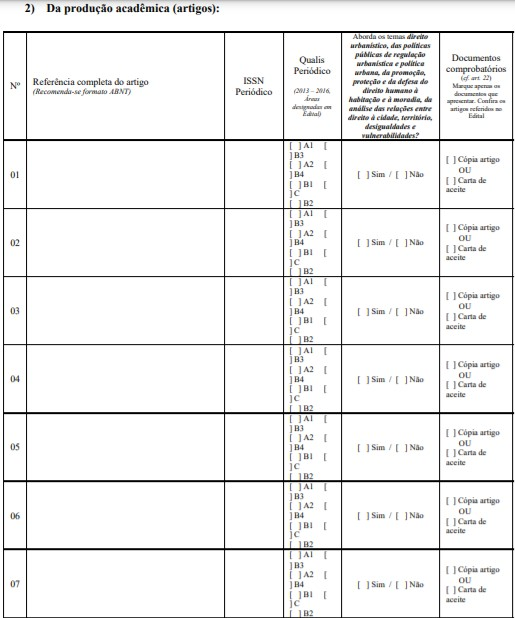 2) Da produção acadêmica (artigos):
Nº
Referência completa do artigo
(Recomenda-se formato ABNT)
ISSN
Periódico
Qualis
Periódico
(2013 – 2016,
Áreas
designadas em
Edital)
Aborda os temas direito
urbanístico, das políticas
públicas de regulação
urbanística e política
urbana, da promoção,
proteção e da defesa do
direito humano à
habitação e à moradia, da
análise das relações entre
direito à cidade, território,
desigualdades e
vulnerabilidades?
Documentos
comprobatórios
(cf. art. 22)
Marque apenas os
documentos que
apresentar. Confira os
artigos referidos no
Edital
01
[ ] A1 [
] B3
[ ] A2 [
] B4
[ ] B1 [
] C
[ ] B2
[ ] Sim / [ ] Não
[ ] Cópia artigo
OU
[ ] Carta de
aceite
02
[ ] A1 [
] B3
[ ] A2 [
] B4
[ ] B1 [
] C
[ ] B2
[ ] Sim / [ ] Não
[ ] Cópia artigo
OU
[ ] Carta de
aceite
03
[ ] A1 [
] B3
[ ] A2 [
] B4
[ ] B1 [
] C
[ ] B2
[ ] Sim / [ ] Não
[ ] Cópia artigo
OU
[ ] Carta de
aceite
04
[ ] A1 [
] B3
[ ] A2 [
] B4
[ ] B1 [
] C
[ ] B2
[ ] Sim / [ ] Não
[ ] Cópia artigo
OU
[ ] Carta de
aceite
05
[ ] A1 [
] B3
[ ] A2 [
] B4
[ ] B1 [
] C
[ ] B2
[ ] Sim / [ ] Não
[ ] Cópia artigo
OU
[ ] Carta de
aceite
06
[ ] A1 [
] B3
[ ] A2 [
] B4
[ ] B1 [
] C
[ ] B2
[ ] Sim / [ ] Não
[ ] Cópia artigo
OU
[ ] Carta de
aceite
07
[ ] A1 [
] B3
[ ] A2 [
] B4
[ ] B1 [
] C
[ ] B2
[ ] Sim / [ ] Não
[ ] Cópia artigo
OU
[ ] Carta de
aceite